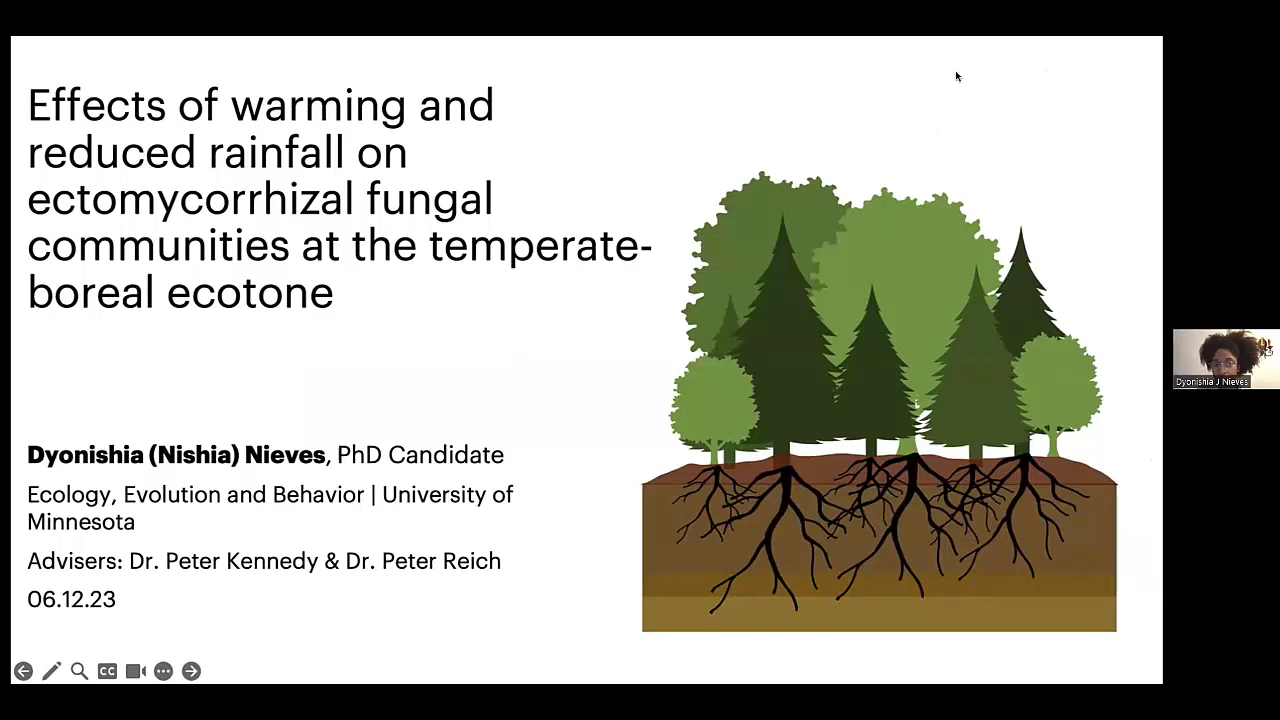 Effects of warming and
reduced rainfall on
ectomycorrhizal fungal
communities at the temperate-
boreal ecotone
Dyonishia (Nishia) Nieves, PhD Candidate
Ecology, Evolution and Behavior | University of
Minnesota
Advisers: Dr. Peter Kennedy & Dr. Peter Reich
06.12.23
CC
Dyonishia J Nieves